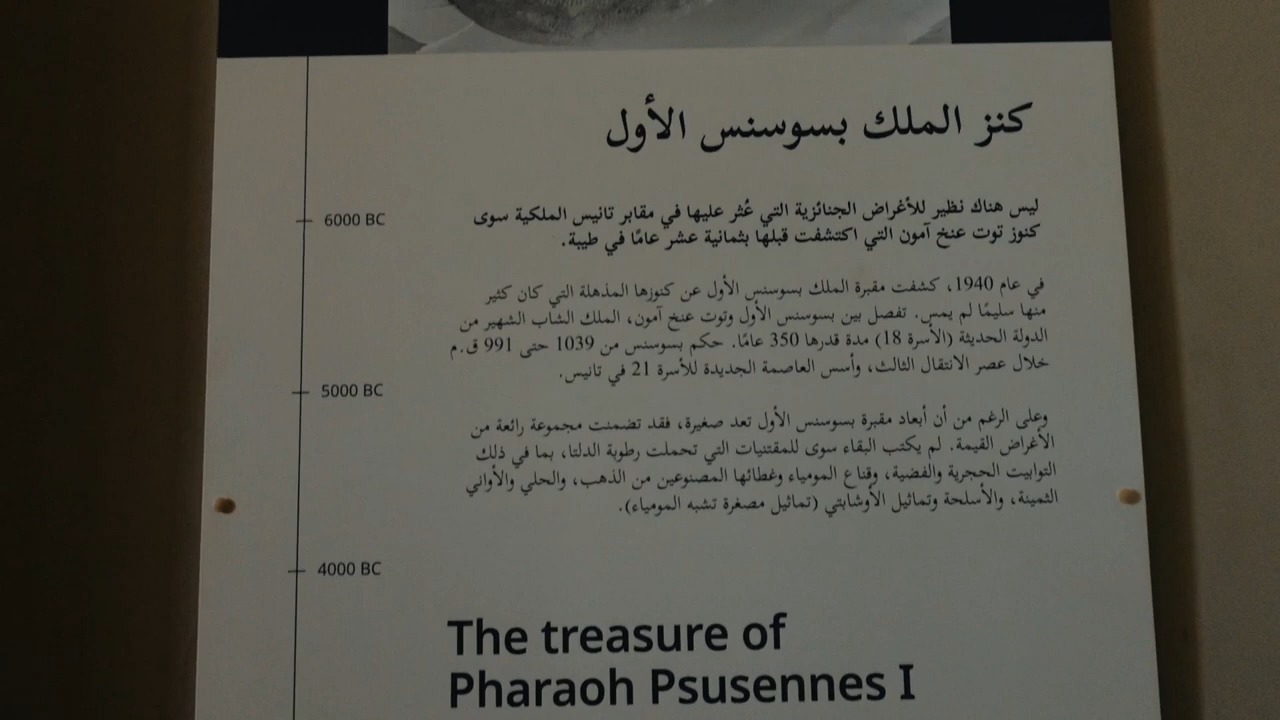 كنز الملك بسوسنس الأول
ليس هناك نظير للأغراض الجنائزية التي عُثر عليها في مقابر تانيس الملكية سوى
كنوز توت عنخ آمون التي اكتشفت قبلها بثمانية عشر عامًا في طيبة.
في عام 1940، كشفت مقبرة الملك بسوسنس الأول عن كنوزها المذهلة التي كان كثير
منها سليمًا لم يمس. تفصل بين بسوسنس الأول وتوت عنخ آمون، الملك الشاب الشهير من
الدولة الحديثة (الأسرة 18) مدة قدرها 350 عامًا. حكم بسوسنس من 1039 حتى 991 ق.م
خلال عصر الانتقال الثالث، وأسس العاصمة الجديدة للأسرة 21 في تانيس.
وعلى الرغم من أن أبعاد مقبرة بسوسنس الأول تعد صغيرة، فقد تضمنت مجموعة رائعة من
الأغراض القيمة. لم يكتب البقاء سوى للمقتنيات التي تحملت رطوبة الدلتا، بما في ذلك
التوابيت الحجرية والفضية، وقناع المومياء وغطائها المصنوعين من الذهب، والحلي والأواني
الثمينة، والأسلحة وتماثيل الأوشابتي (تماثيل مصغرة تشبه المومياء).
6000 BC
5000 BC
4000 BC
The treasure of
Pharaoh Psusennes I